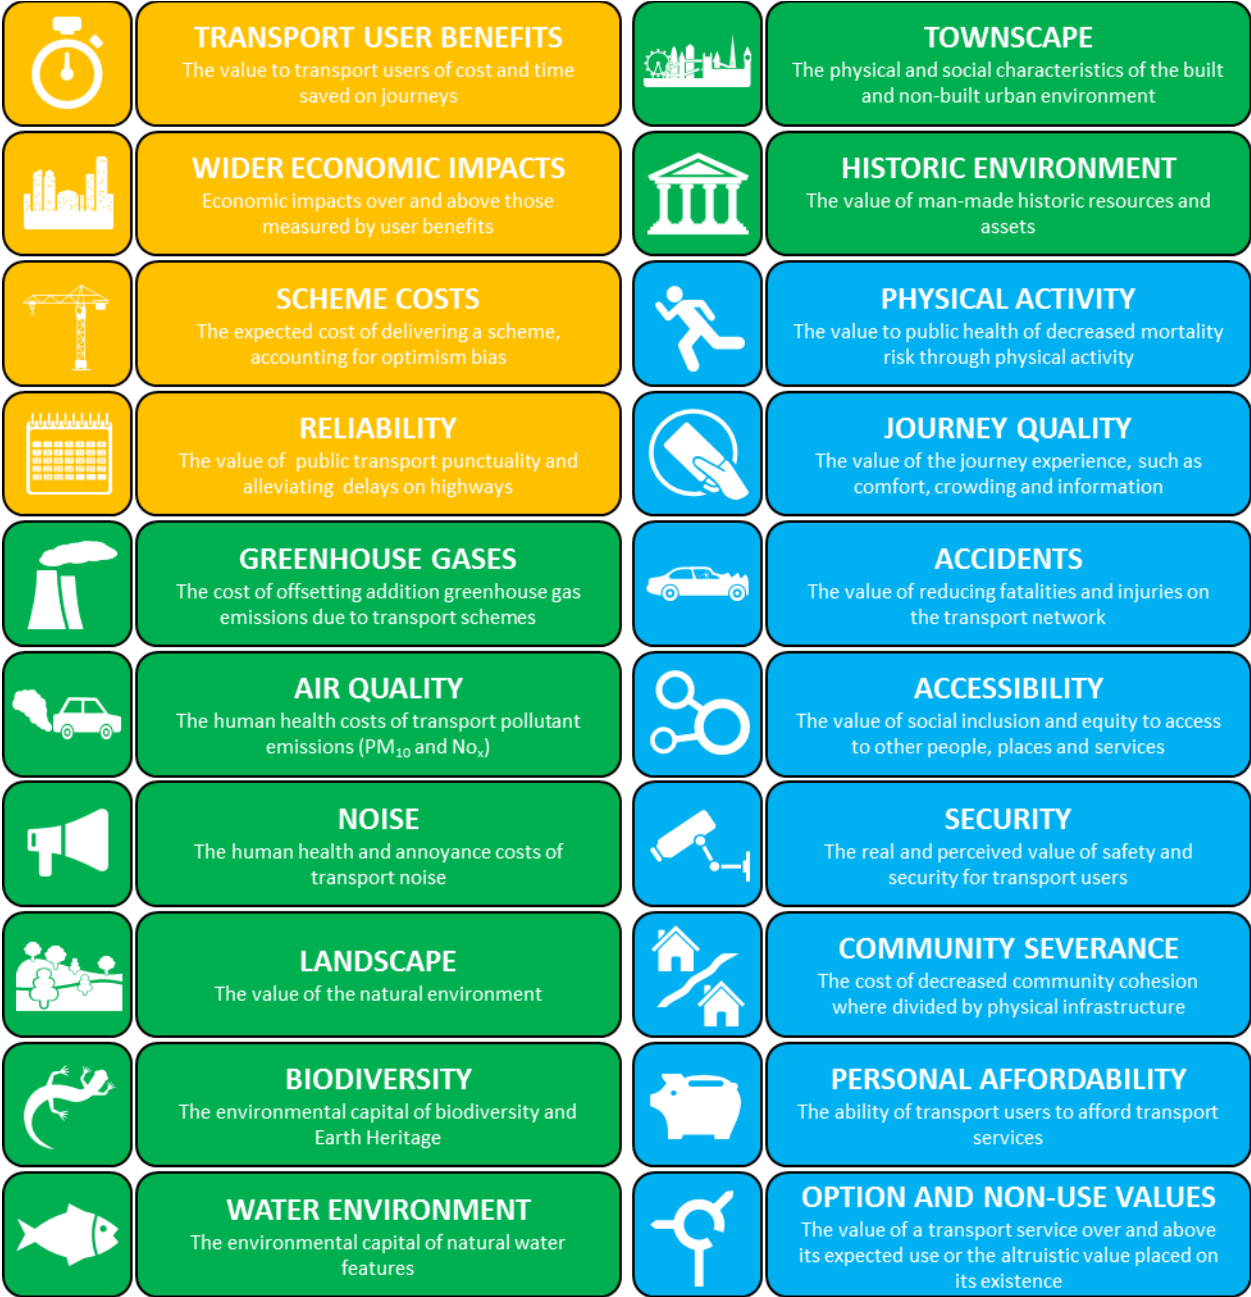 TRANSPORT USER BENEFITS
The value to transport users of cost and time
saved on journeys
WIDER ECONOMIC IMPACTS
Economic impacts over and above those
measured by user benefits
SCHEME COSTS
The expected cost of delivering a scheme,
accounting for optimism bias
RELIABILITY
The value of public transport punctuality and
alleviating delays on highways
GREENHOUSE GASES
The cost of offsetting addition greenhouse gas
emissions due to transport schemes
AIR QUALITY
The human health costs of transport pollutant
emissions (PM₁₀ and Noₓ)
NOISE
The human health and annoyance costs of
transport noise
LANDSCAPE
The value of the natural environment
BIODIVERSITY
The environmental capital of biodiversity and
Earth Heritage
WATER ENVIRONMENT
The environmental capital of natural water
features
TOWNSCAPE
The physical and social characteristics of the built
and non-built urban environment
HISTORIC ENVIRONMENT
The value of man-made historic resources and
assets
PHYSICAL ACTIVITY
The value to public health of decreased mortality
risk through physical activity
JOURNEY QUALITY
The value of the journey experience, such as
comfort, crowding and information
ACCIDENTS
The value of reducing fatalities and injuries on
the transport network
ACCESSIBILITY
The value of social inclusion and equity to access
to other people, places and services
SECURITY
The real and perceived value of safety and
security for transport users
COMMUNITY SEVERANCE
The cost of decreased community cohesion
where divided by physical infrastructure
PERSONAL AFFORDABILITY
The ability of transport users to afford transport
services
OPTION AND NON-USE VALUES
The value of a transport service over and above
its expected use or the altruistic value placed on
its existence